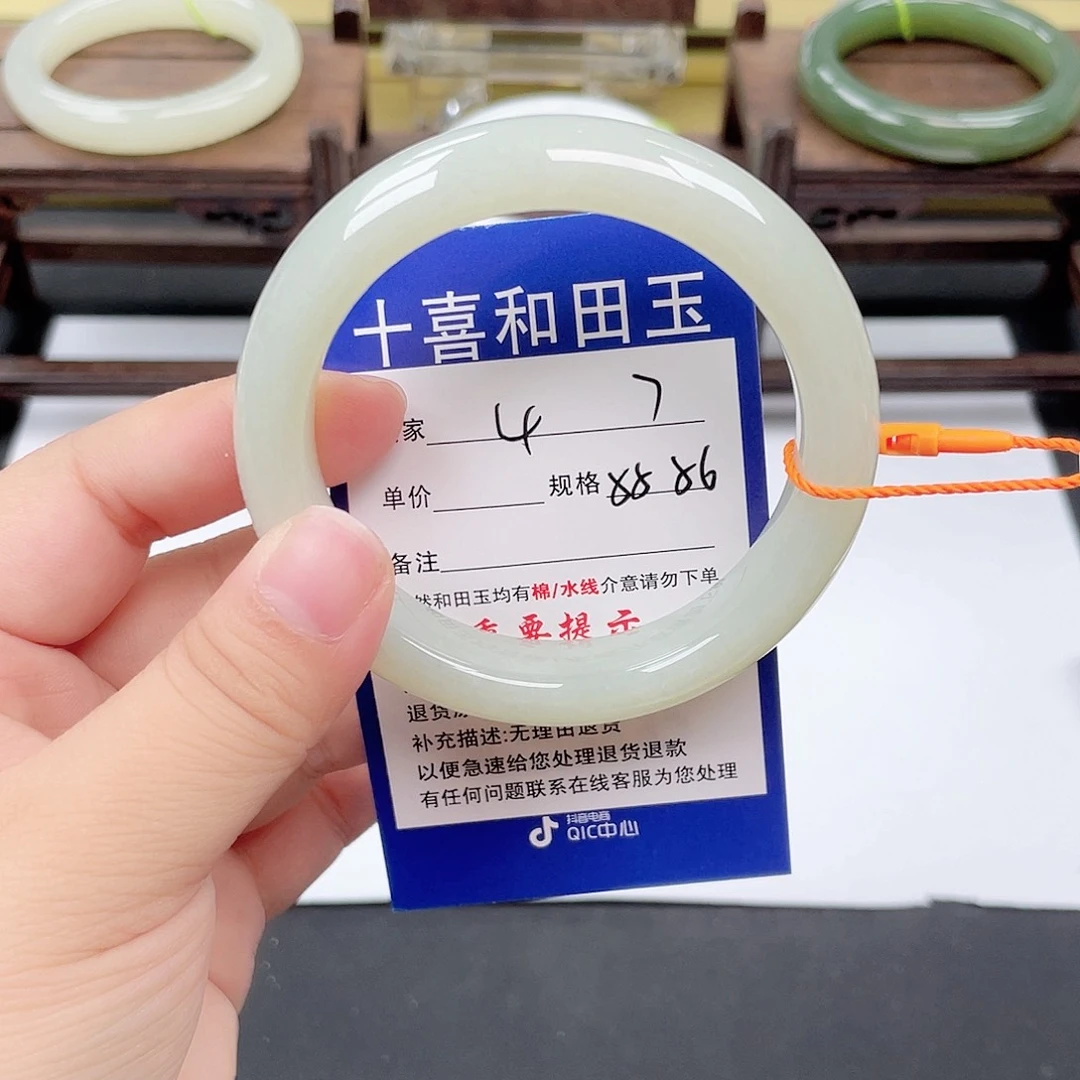 十喜和田玉
家 4 7
单价 规格 88 86
备注
然和田玉均有棉/水线介意请勿下单
重要提示
退货
补充描述:无理由退货
以便急速给您处理退货退款
有任何问题联系在线客服为您处理
抖音电商
QIC中心